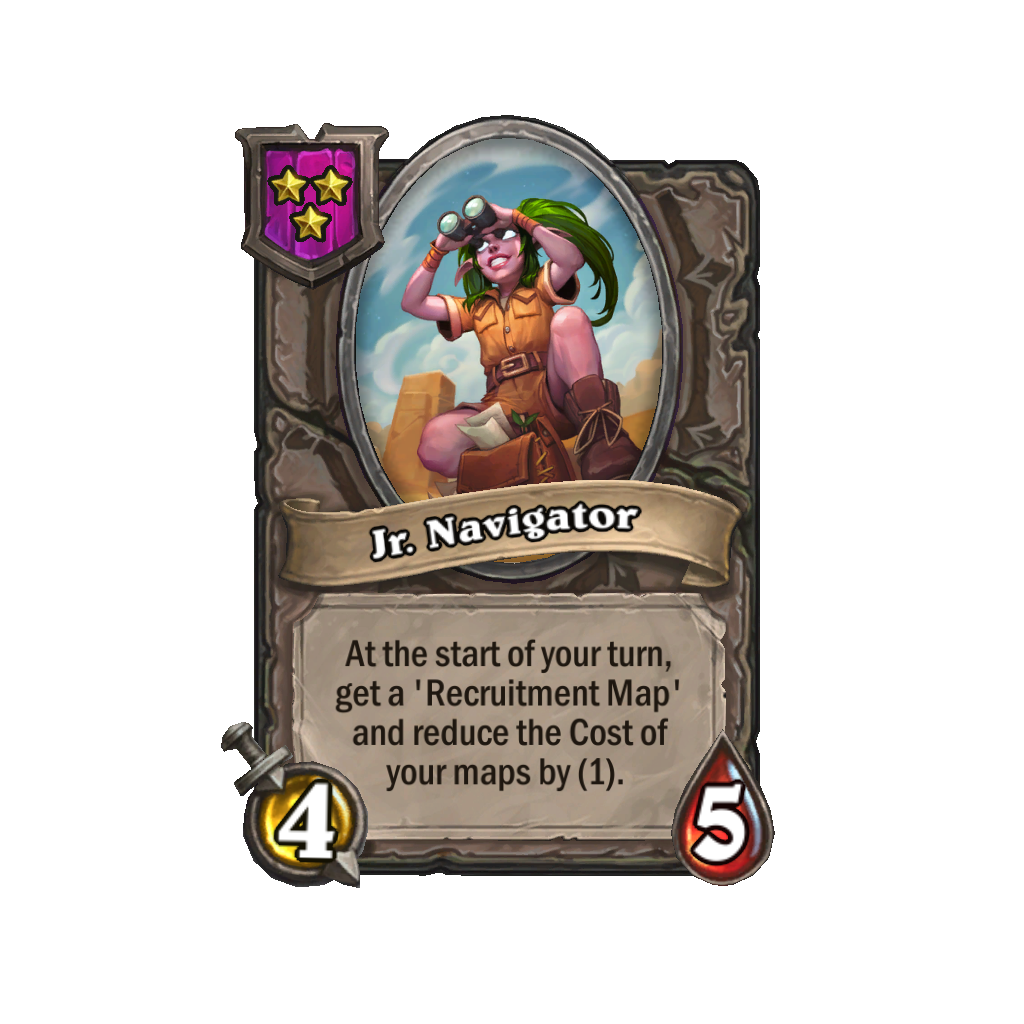 Jr. Navigator
At the start of your turn,
get a 'Recruitment Map'
and reduce the Cost of
your maps by (1).
4
5